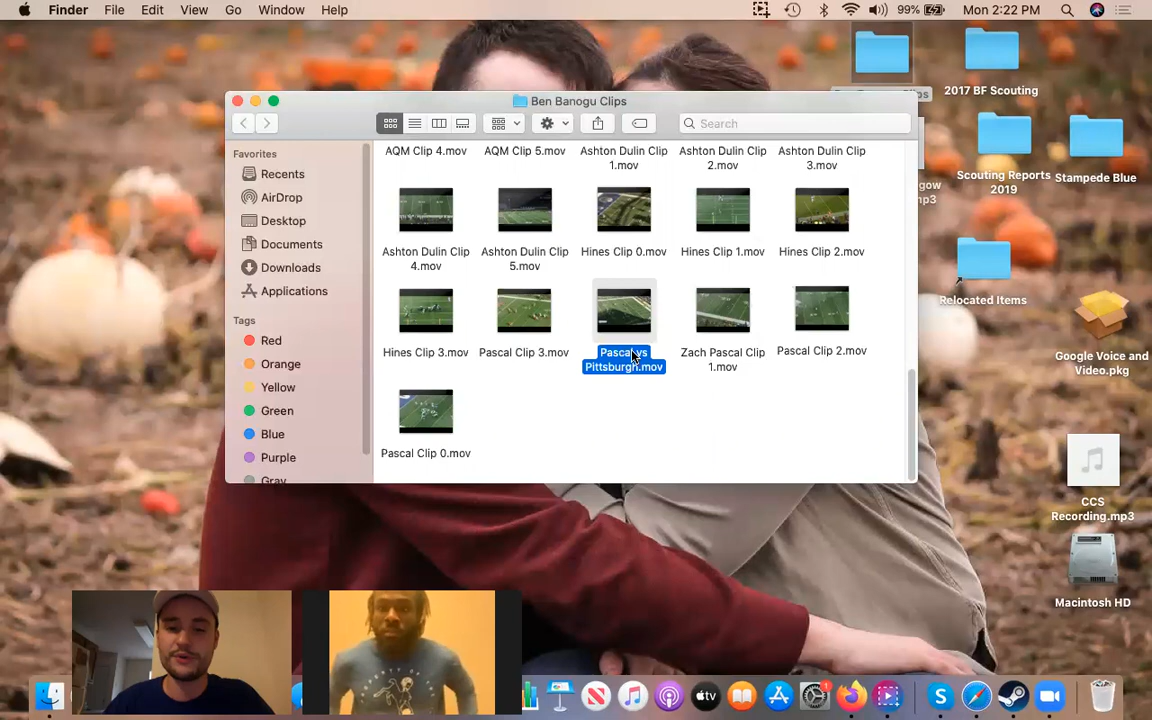 Finder File Edit View Go Window Help 99% Mon 2:22 PM
Ben Banogu Clips
Search
Favorites
Recents
AirDrop
Desktop
Documents
Downloads
Applications
Tags
Red
Orange
Yellow
Green
Blue
Purple
Gray
AQM Clip 4.mov
AQM Clip 5.mov
Ashton Dulin Clip
1.mov
Ashton Dulin Clip
2.mov
Ashton Dulin Clip
3.mov
Ashton Dulin Clip
4.mov
Ashton Dulin Clip
5.mov
Hines Clip 0.mov
Hines Clip 1.mov
Hines Clip 2.mov
Hines Clip 3.mov
Pascal Clip 3.mov
Pascal vs
Pittsburgh.mov
Zach Pascal Clip
1.mov
Pascal Clip 2.mov
Pascal Clip 0.mov
2017 BF Scouting
Scouting Reports
2019
Stampede Blue
Relocated Items
Google Voice and
Video.pkg
CCS
Recording.mp3
Macintosh HD
tv